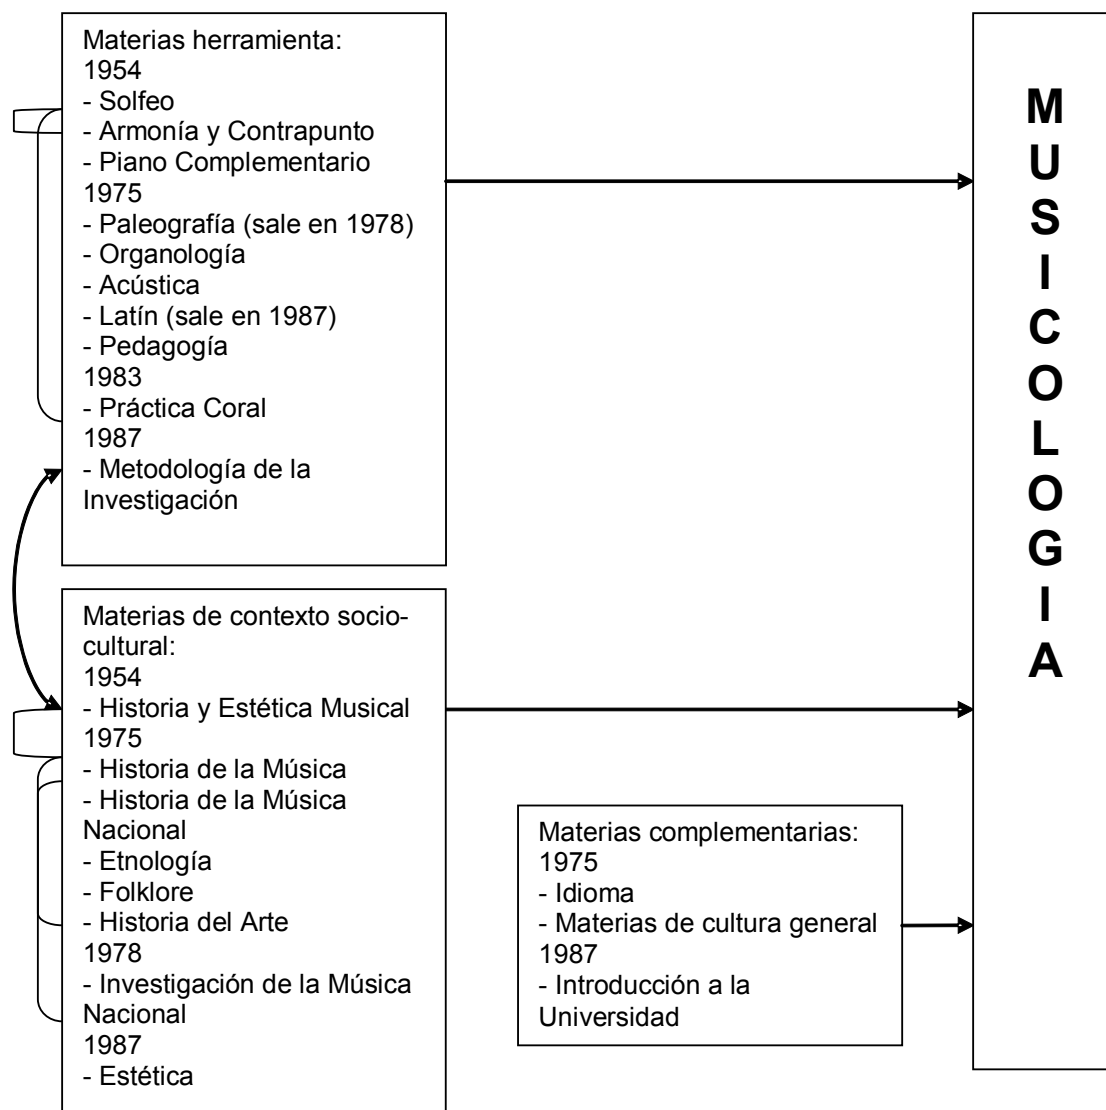 Materias herramienta:
1954
- Solfeo
- Armonía y Contrapunto
- Piano Complementario
1975
- Paleografía (sale en 1978)
- Organología
- Acústica
- Latín (sale en 1987)
- Pedagogía
1983
- Práctica Coral
1987
- Metodología de la
Investigación
Materias de contexto socio-
cultural:
1954
- Historia y Estética Musical
1975
- Historia de la Música
- Historia de la Música
Nacional
- Etnología
- Folklore
- Historia del Arte
1978
- Investigación de la Música
Nacional
1987
- Estética
Materias complementarias:
1975
- Idioma
- Materias de cultura general
1987
- Introducción a la
Universidad
M
U
S
I
C
O
L
O
G
I
A